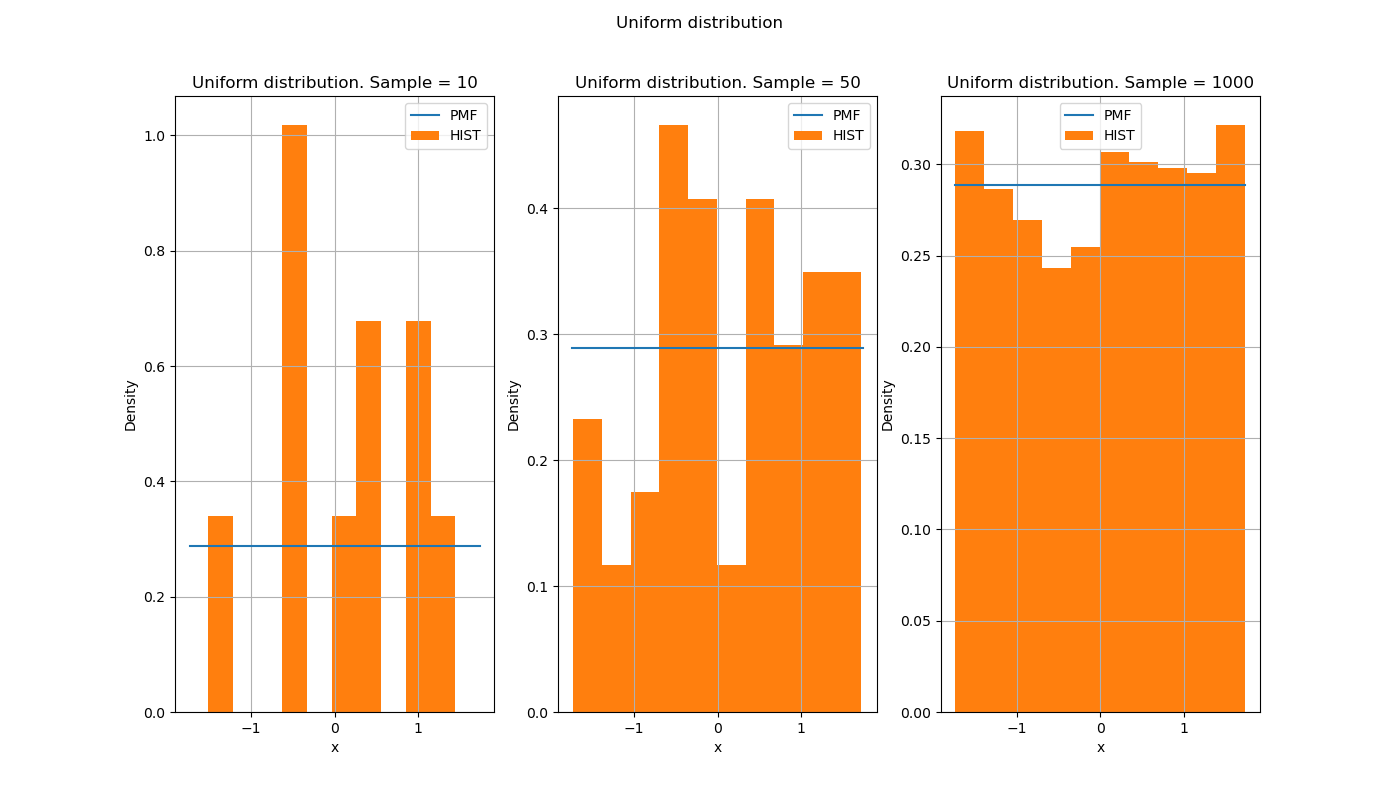 Uniform distribution
Uniform distribution. Sample = 10
PMF
HIST
1.0
0.8
0.6
0.4
0.2
0.0
Density
−1
0
1
x
Uniform distribution. Sample = 50
PMF
HIST
0.4
0.3
0.2
0.1
0.0
Density
−1
0
1
x
Uniform distribution. Sample = 1000
PMF
HIST
0.30
0.25
0.20
0.15
0.10
0.05
0.00
Density
−1
0
1
x